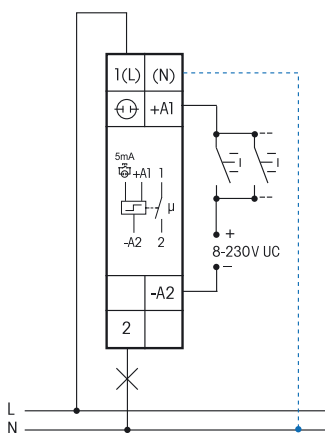 1(L) (N)
+A1
5mA
+A1 1
µ
-A2 2
+
8-230V UC
–
-A2
2
L
N